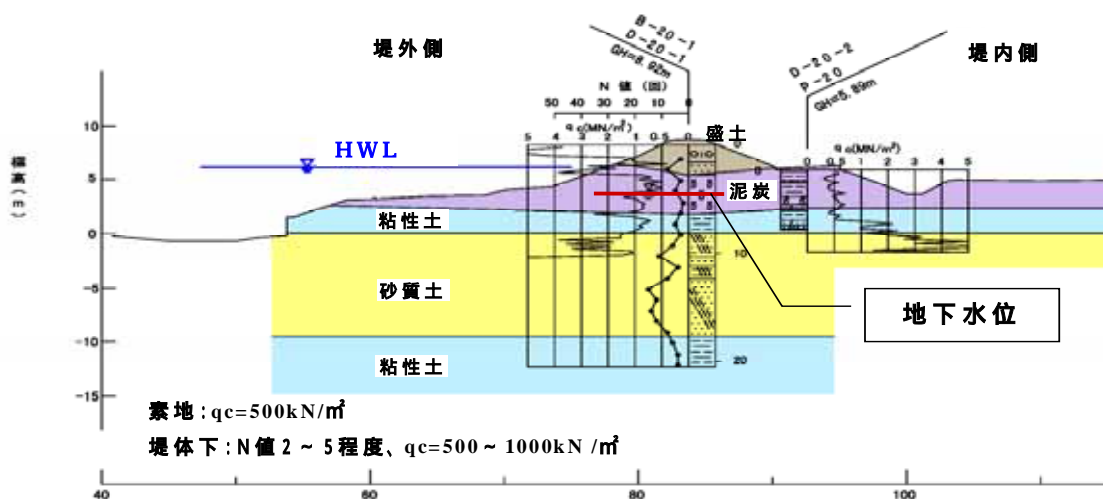 堤外側
B-20-1
D-20-1
GH=8.92m
D-20-2
P-20
GH=5.89m
堤内側
N 値 (回)
50 40 30 20 10 0
qc(MN/m²)
5 4 3 2 1 0.5 0
盛土
0
qc(MN/m²)
0 0.5 1 2 3 4 5
標高(m)
10
5
0
-5
-10
-15
HWL
泥炭
粘性土
10
砂質土
地下水位
粘性土
20
素地:qc=500kN/㎡
堤体下:N値2~5程度、qc=500~1000kN/㎡
40 60 80 100